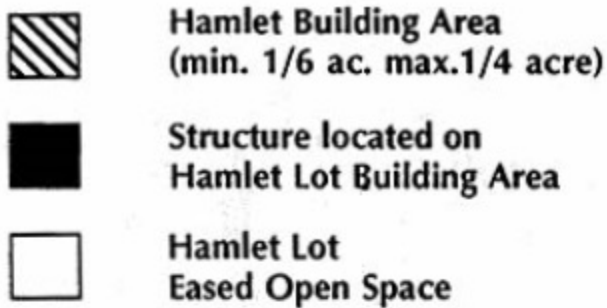 Hamlet Building Area
(min. 1/6 ac. max.1/4 acre)
Structure located on
Hamlet Lot Building Area
Hamlet Lot
Eased Open Space